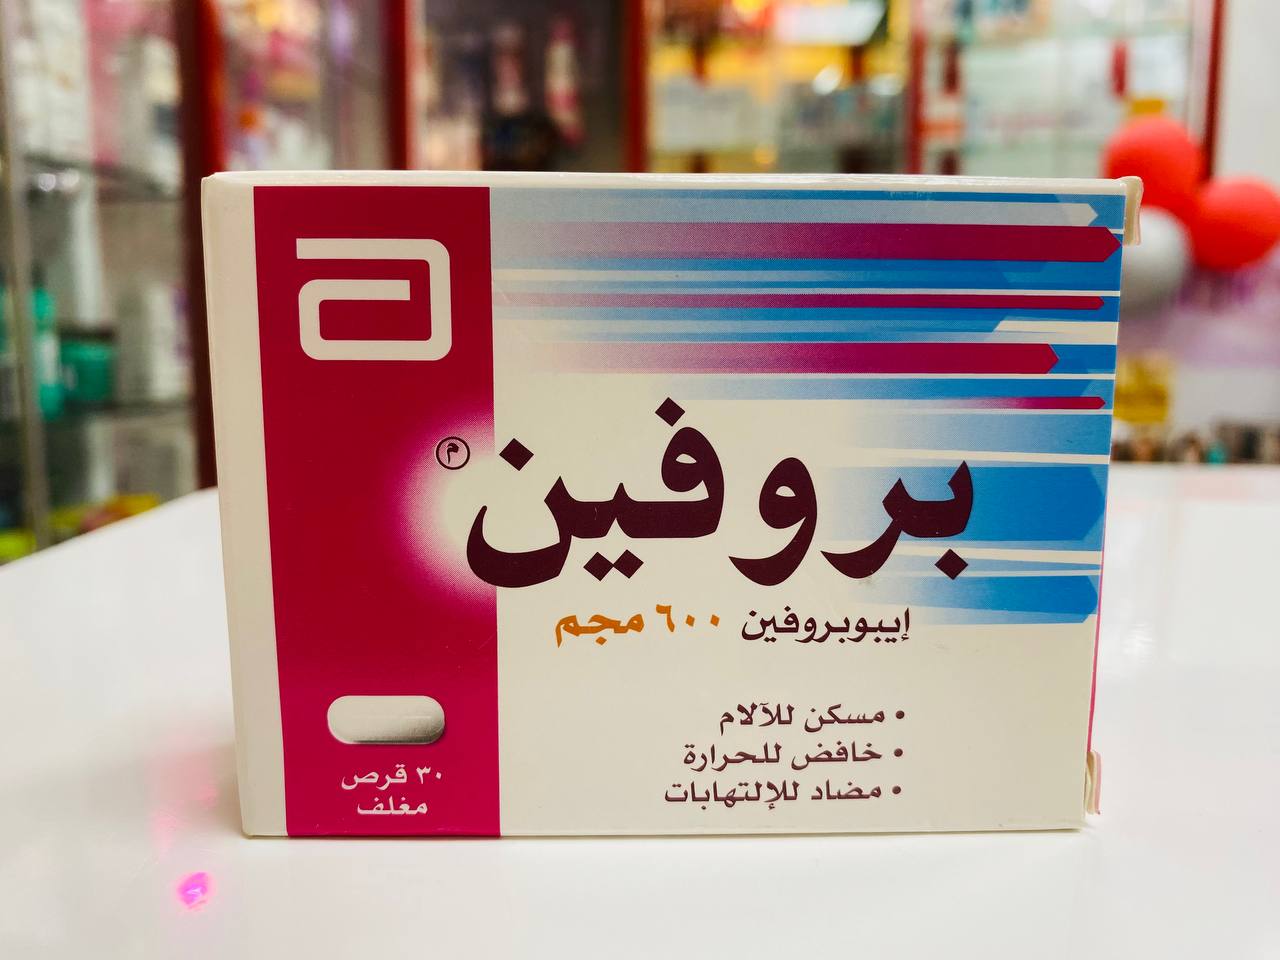 بروفين م
إيبوبروفين ٦٠٠ مجم
• مسكن للآلام
• خافض للحرارة
• مضاد للإلتهابات
٣٠ قرص
مغلف